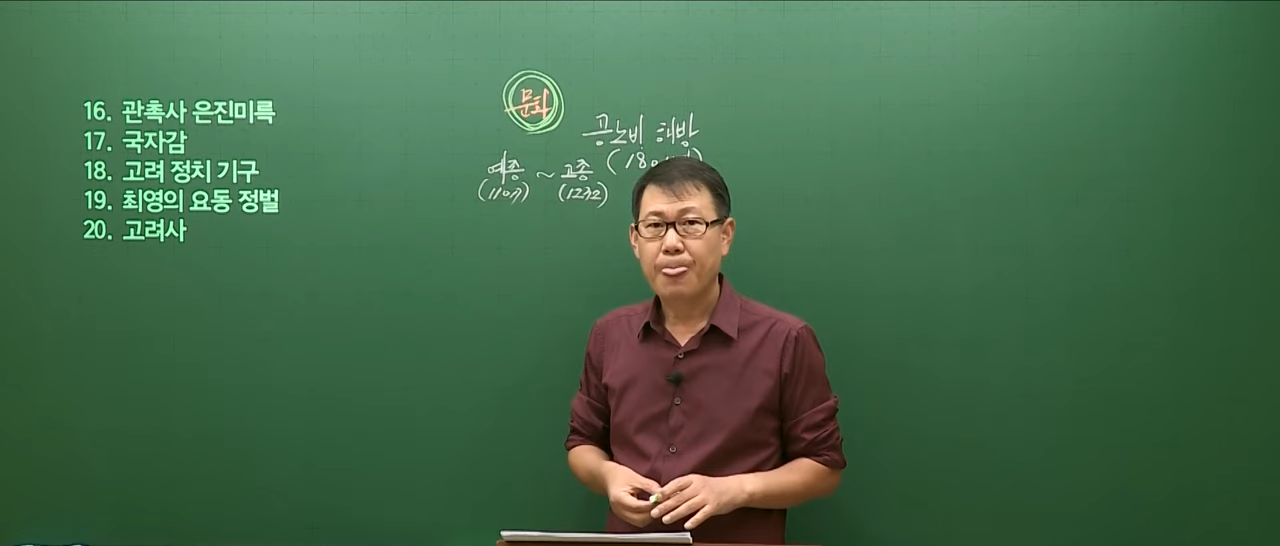 16. 관촉사 은진미륵
17. 국자감
18. 고려 정치 기구
19. 최영의 요동 정벌
20. 고려사
문화
공노비 해방
예종 ~ 고종
(1107) (1232)